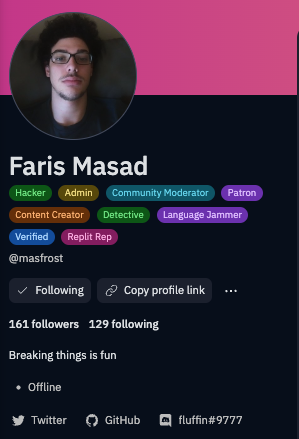 Faris Masad
Hacker Admin Community Moderator Patron
Content Creator Detective Language Jammer
Verified Replit Rep
@masfrost
Following Copy profile link ...
161 followers 129 following
Breaking things is fun
Offline
Twitter GitHub fluffin#9777